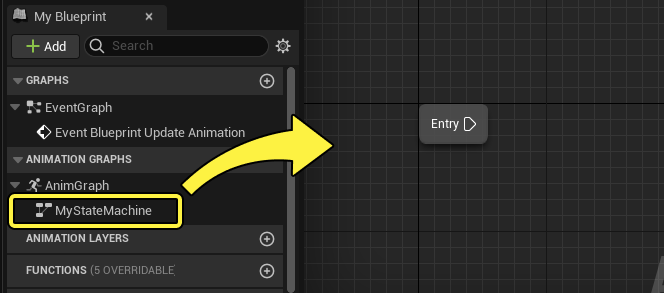 My Blueprint
Add
Search
GRAPHS
EventGraph
Event Blueprint Update Animation
ANIMATION GRAPHS
AnimGraph
MyStateMachine
ANIMATION LAYERS
FUNCTIONS (5 OVERRIDABLE)
Entry